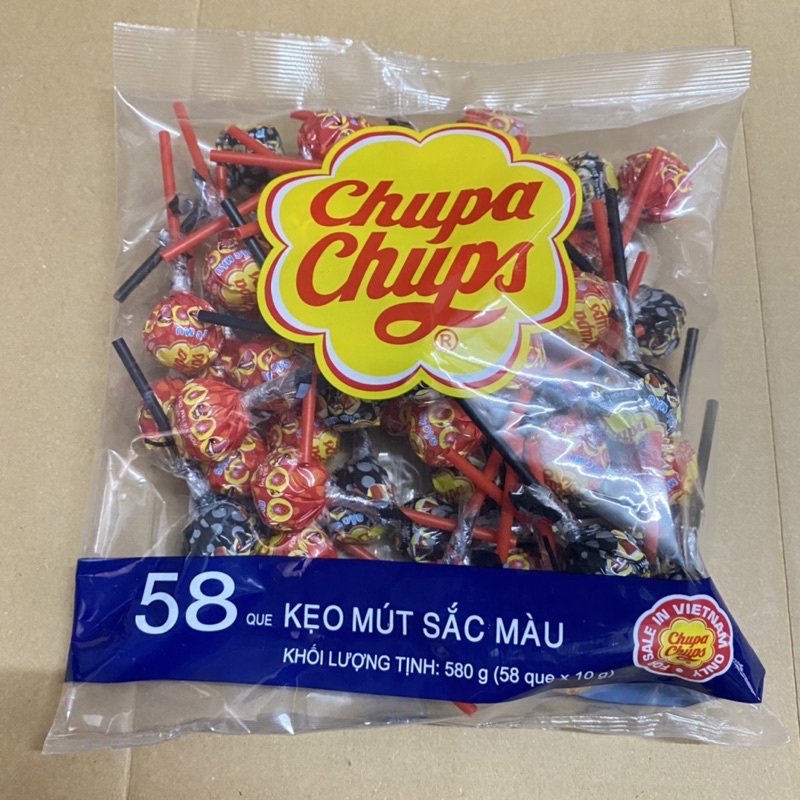 Chupa
Chups
®
58 QUE KẸO MÚT SẮC MÀU
KHỐI LƯỢNG TỊNH: 580 g (58 que x 10 g)
FOR SALE IN VIETNAM ONLY
Chupa
Chups